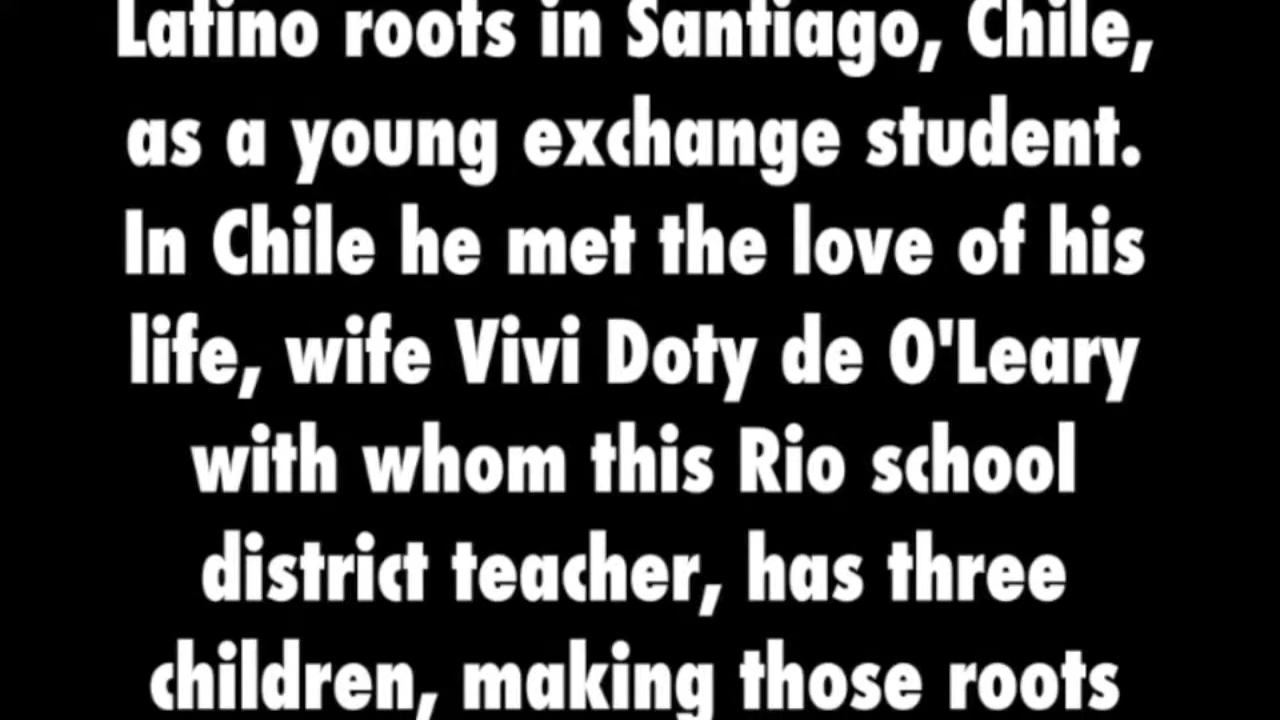 Latino roots in Santiago, Chile,
as a young exchange student.
In Chile he met the love of his
life, wife Vivi Doty de O'Leary
with whom this Rio school
district teacher, has three
children, making those roots